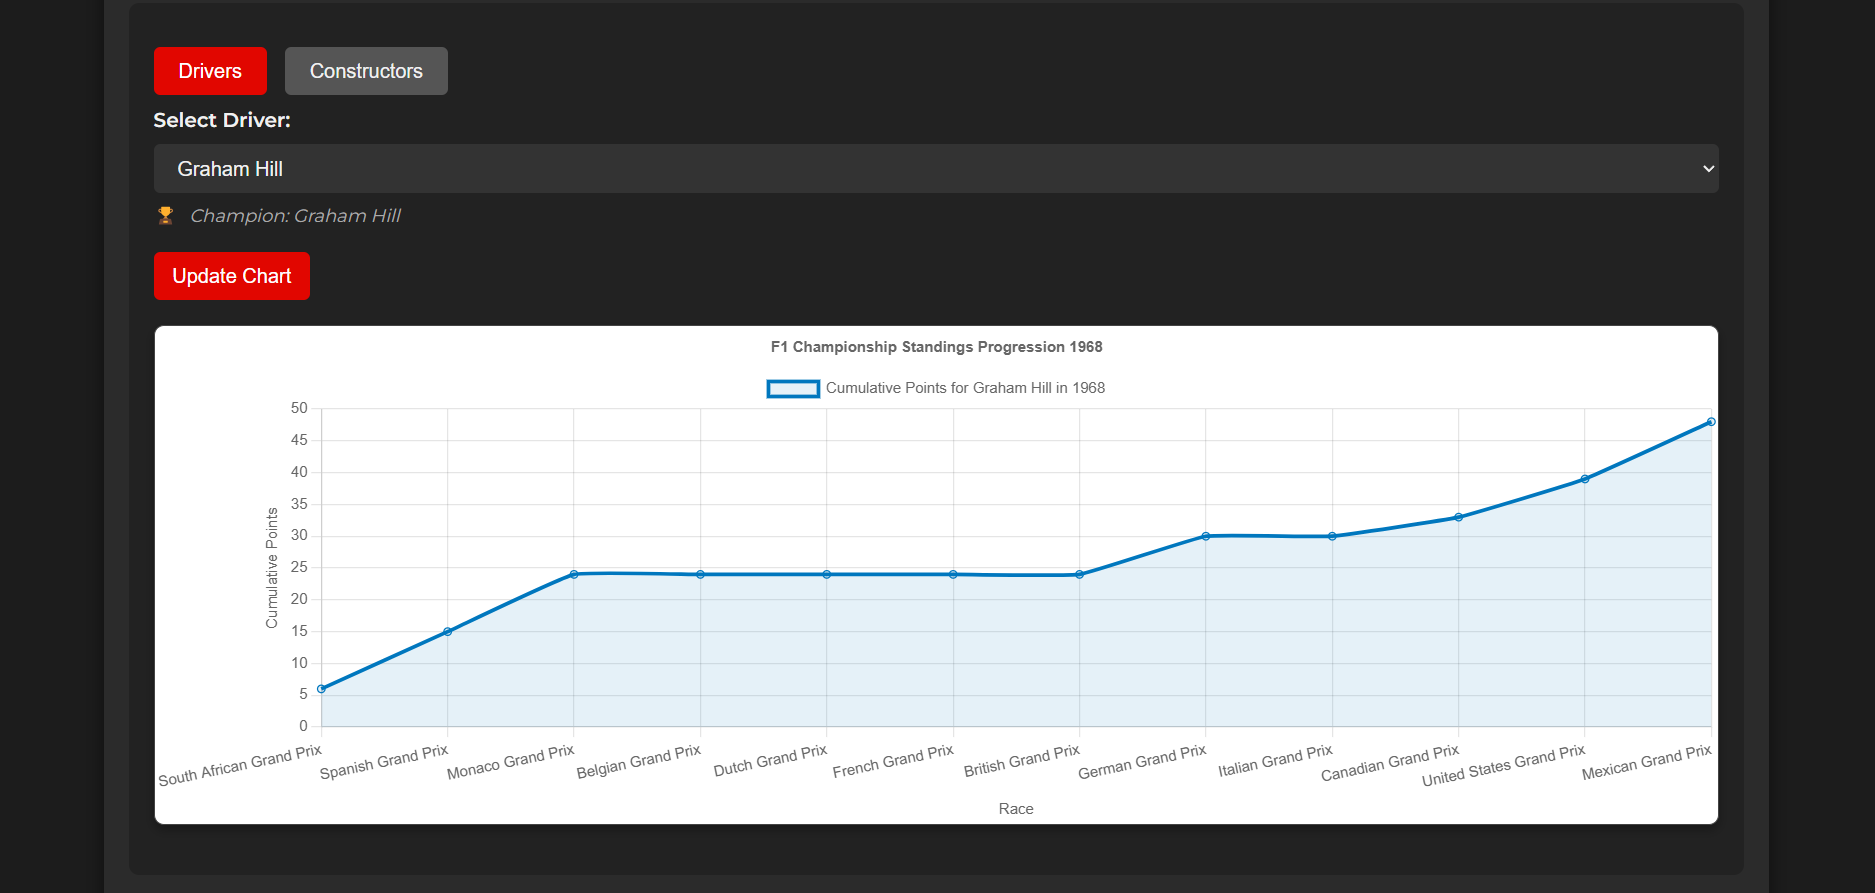 Drivers
Constructors
Select Driver:
Graham Hill
Champion: Graham Hill
Update Chart
F1 Championship Standings Progression 1968
Cumulative Points for Graham Hill in 1968
Cumulative Points
50
45
40
35
30
25
20
15
10
5
0
South African Grand Prix
Spanish Grand Prix
Monaco Grand Prix
Belgian Grand Prix
Dutch Grand Prix
French Grand Prix
British Grand Prix
German Grand Prix
Italian Grand Prix
Canadian Grand Prix
United States Grand Prix
Mexican Grand Prix
Race